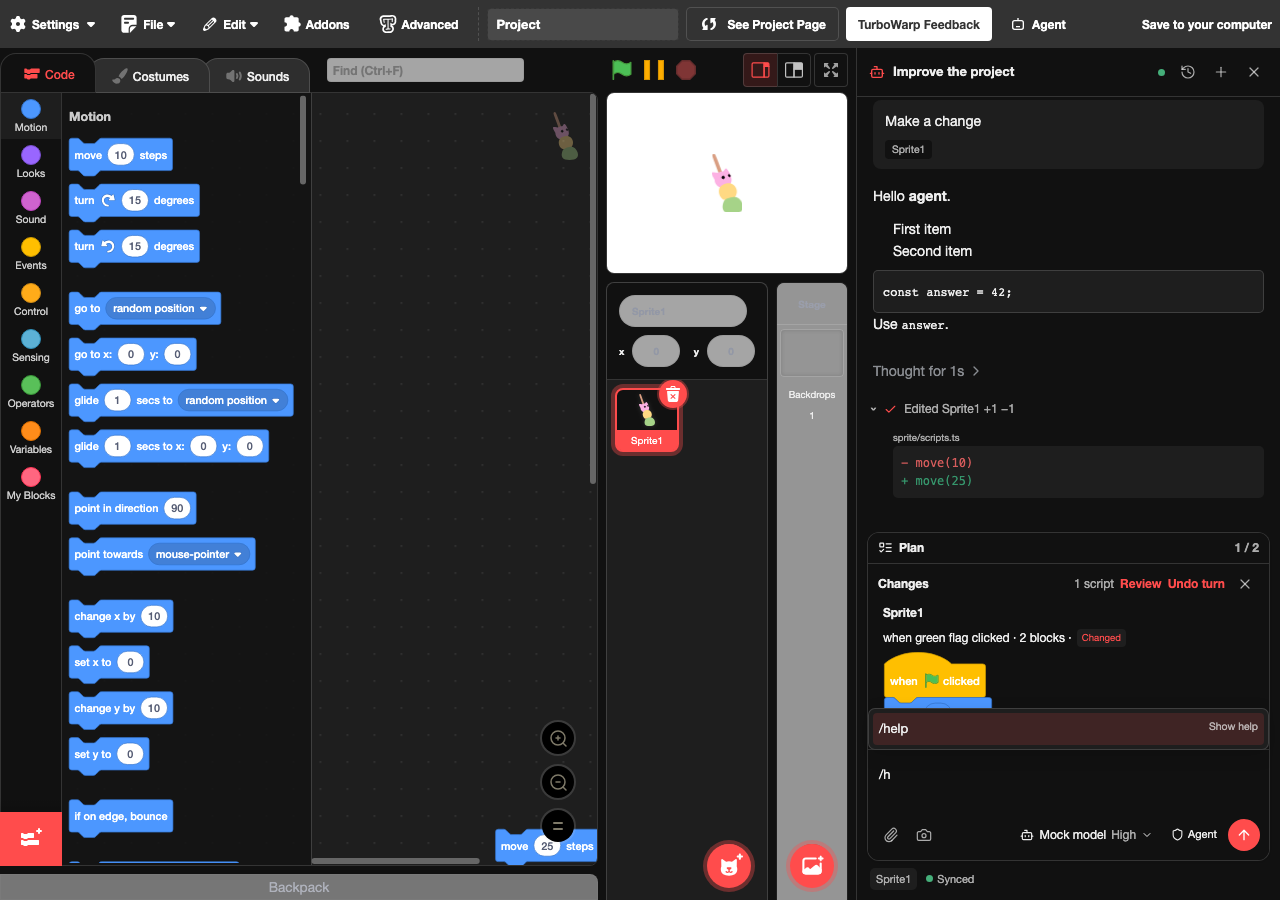 Settings
File
Edit
Addons
Advanced
Project
See Project Page
TurboWarp Feedback
Agent
Save to your computer
Code
Costumes
Sounds
Find (Ctrl+F)
Motion
Looks
Sound
Events
Control
Sensing
Operators
Variables
My Blocks
Motion
move 10 steps
turn 15 degrees
turn 15 degrees
go to random position
go to x: 0 y: 0
glide 1 secs to random position
glide 1 secs to x: 0 y: 0
point in direction 90
point towards mouse-pointer
change x by 10
set x to 0
change y by 10
set y to 0
if on edge, bounce
move 25 steps
Backpack
Sprite1
x 0 y 0
Sprite1
Stage
Backdrops
1
Improve the project
Make a change
Sprite1
Hello agent.
First item
Second item
const answer = 42;
Use answer.
Thought for 1s
Edited Sprite1 +1 −1
sprite/scripts.ts
− move(10)
+ move(25)
Plan 1 / 2
Changes 1 script Review Undo turn
Sprite1
when green flag clicked · 2 blocks · Changed
when clicked
/help Show help
/h
Mock model High Agent
Sprite1 Synced